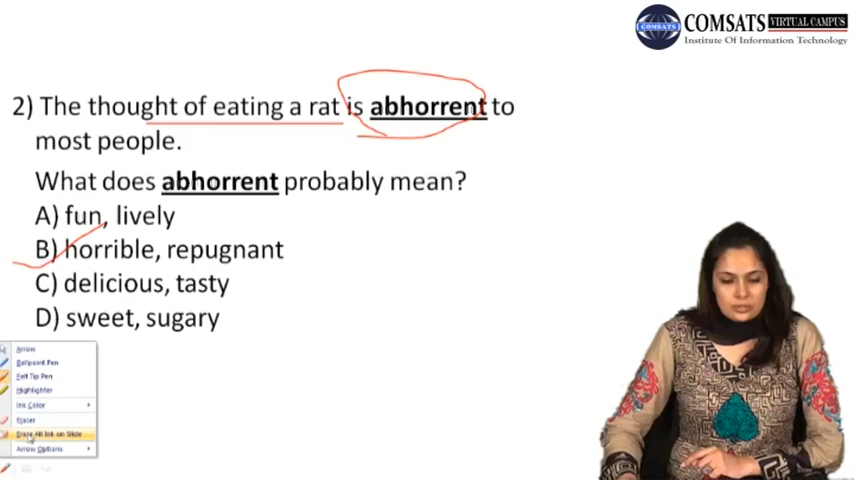 COMSATS VIRTUAL CAMPUS
COMSATS
Institute Of Information Technology
2) The thought of eating a rat is abhorrent to
most people.
What does abhorrent probably mean?
A) fun, lively
B) horrible, repugnant
C) delicious, tasty
D) sweet, sugary
Arrow
Ballpoint Pen
Felt Tip Pen
Highlighter
Ink Color
Eraser
Erase All Ink on Slide
Arrow Options